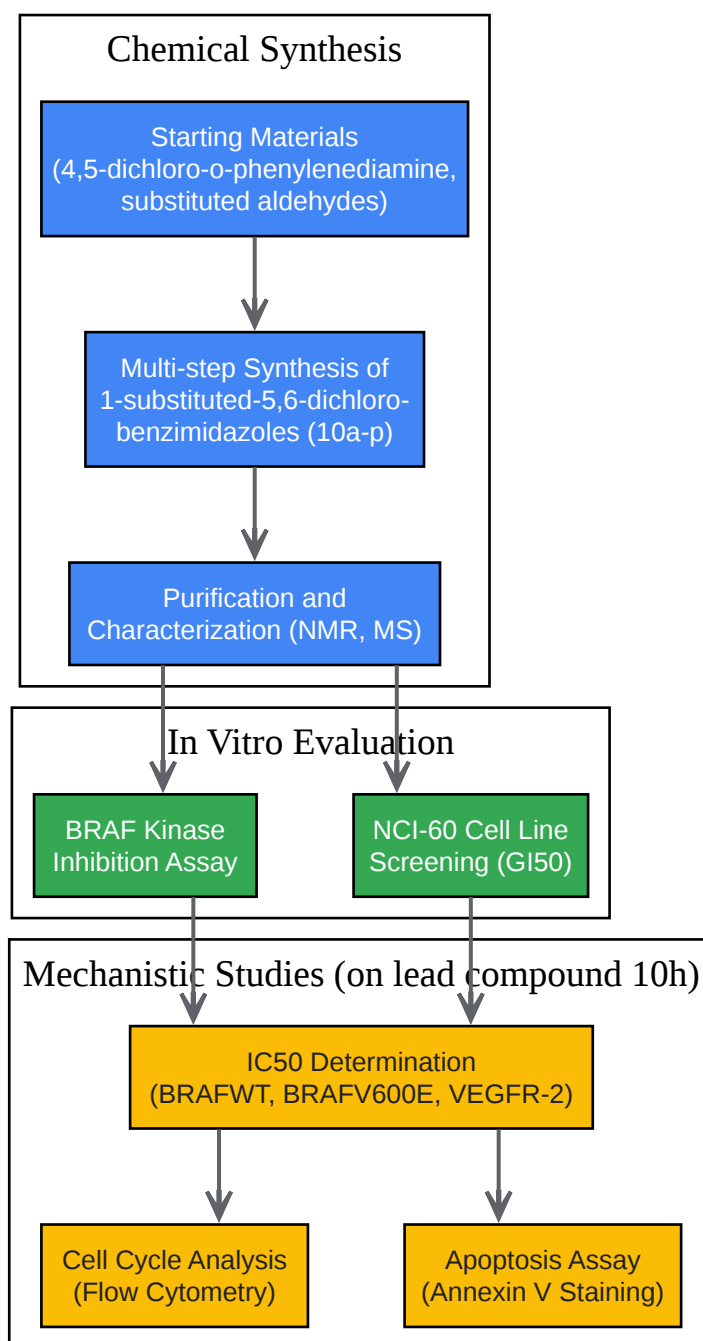 Chemical Synthesis
Starting Materials
(4,5-dichloro-o-phenylenediamine,
substituted aldehydes)
Multi-step Synthesis of
1-substituted-5,6-dichloro-
benzimidazoles (10a-p)
Purification and
Characterization (NMR, MS)
In Vitro Evaluation
BRAF Kinase
Inhibition Assay
NCI-60 Cell Line
Screening (GI50)
Mechanistic Studies (on lead compound 10h)
IC50 Determination
(BRAFWT, BRAFV600E, VEGFR-2)
Cell Cycle Analysis
(Flow Cytometry)
Apoptosis Assay
(Annexin V Staining)